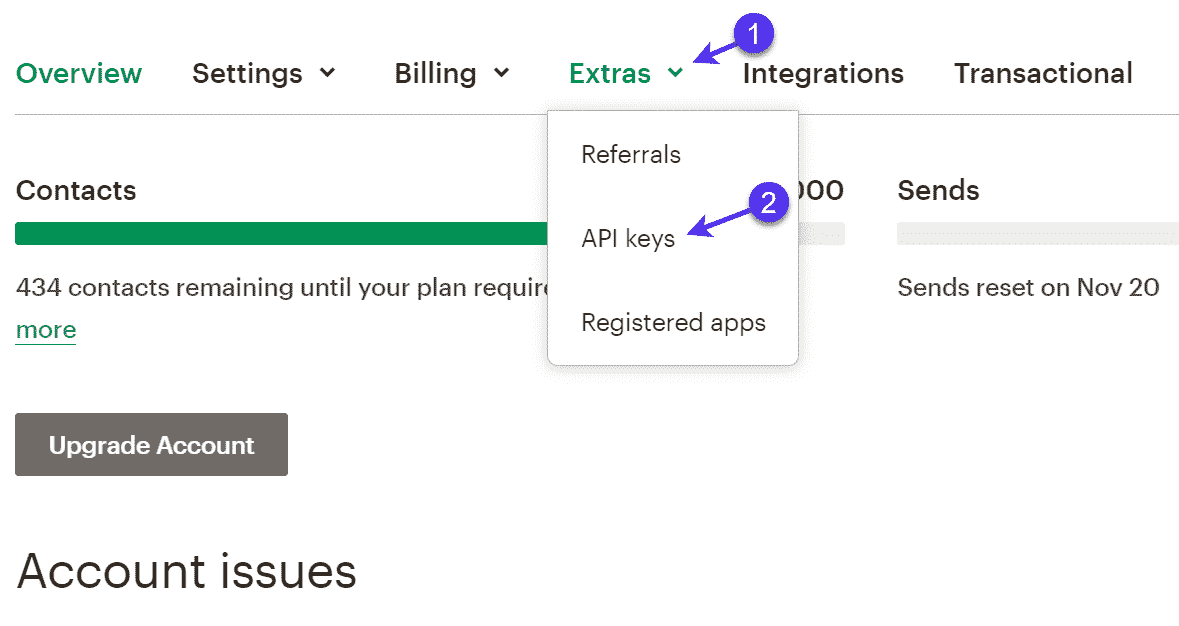 1
Overview Settings Billing Extras Integrations Transactional
Referrals
Contacts 000 Sends
2
API keys
434 contacts remaining until your plan require Sends reset on Nov 20
Registered apps
more
Upgrade Account
Account issues